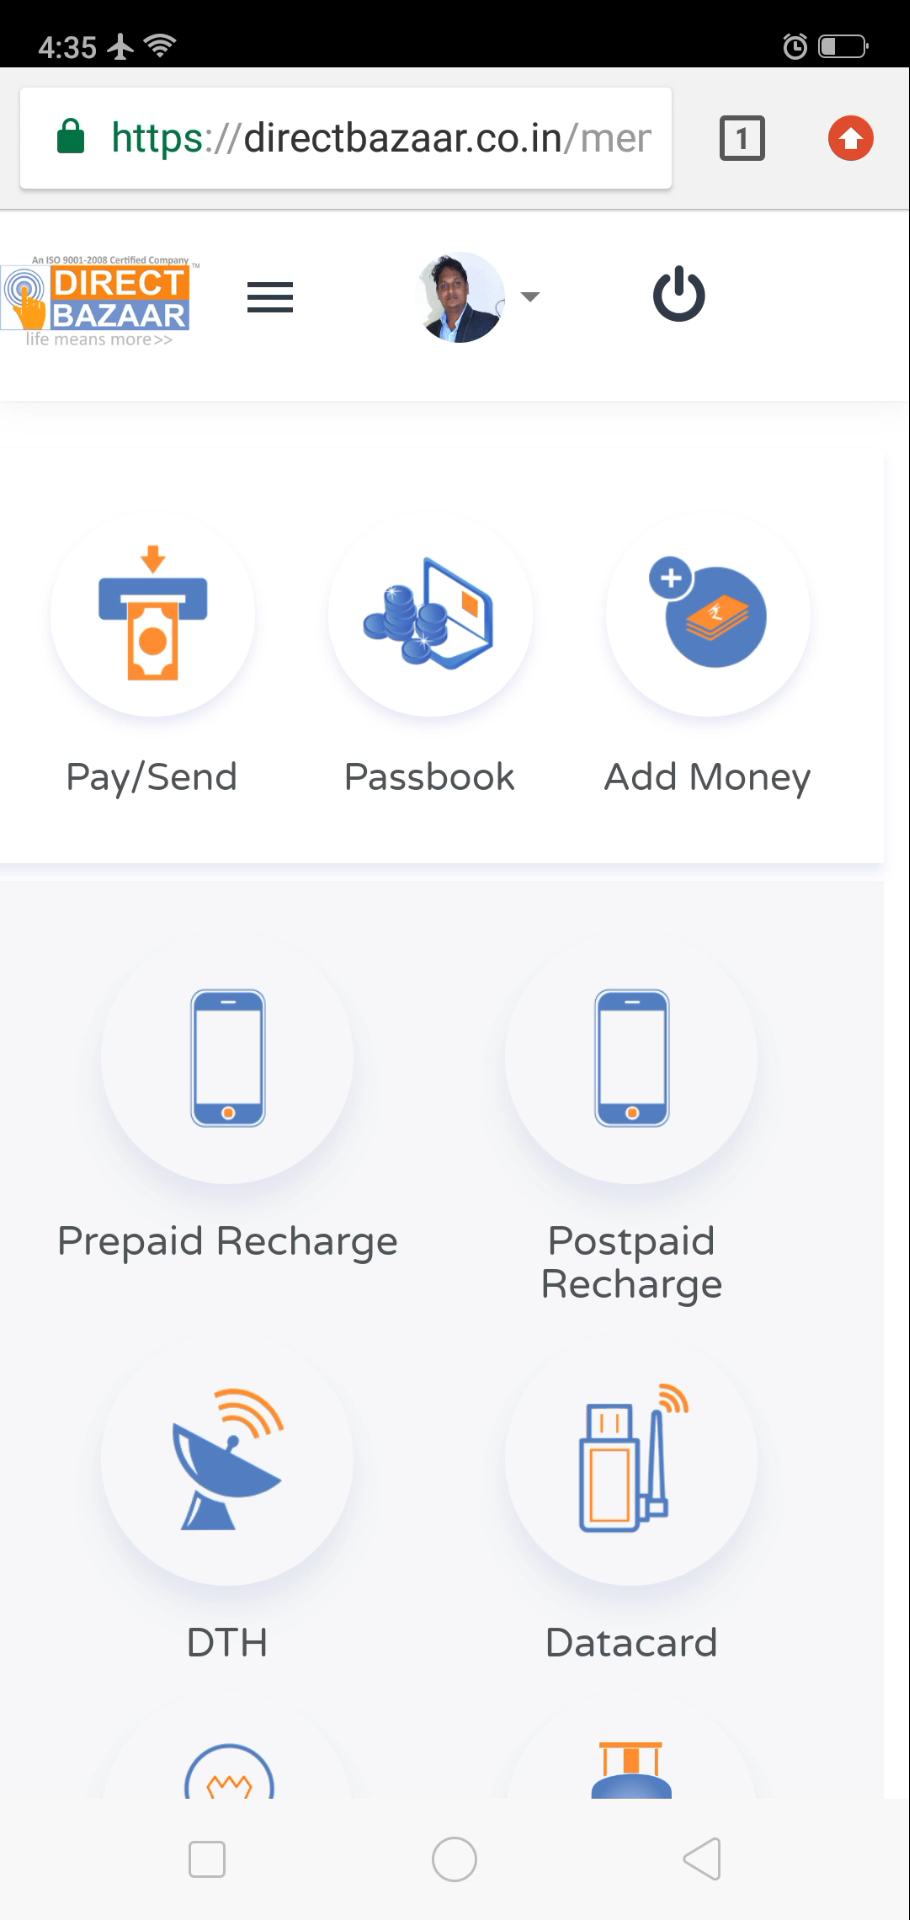 4:35
https://directbazaar.co.in/mer
1
An ISO 9001-2008 Certified Company
DIRECT
TM
BAZAAR
life means more>>
Pay/Send
Passbook
Add Money
Prepaid Recharge
Postpaid
Recharge
DTH
Datacard